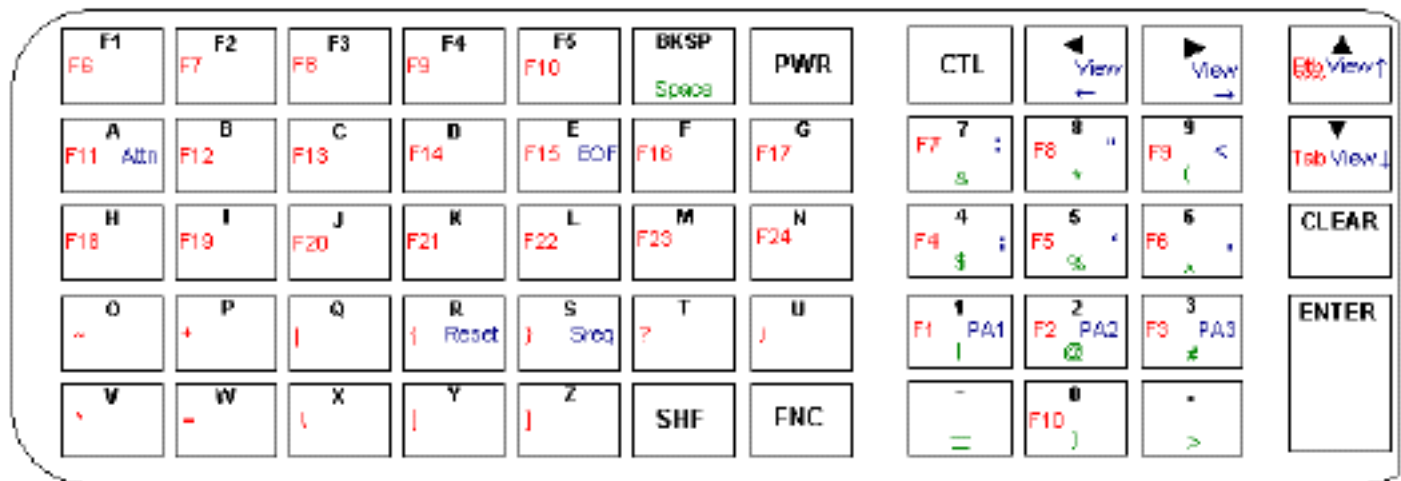 F1 F2 F3 F4 F5 BKSP PWR CTL ◀ ▶ ▲
F6 F7 F8 F9 F10 Space View ← View → View↑
A B C D E F G 7 8 9 ▼
F11 Attn F12 F13 F14 F15 EOF F16 F17 F7 : F8 " F9 < Tab View↓
& * (
H I J K L M N 4 5 6 CLEAR
F18 F19 F20 F21 F22 F23 F24 F4 ; F5 ' F6 ,
$ % ^
O P Q R S T U 1 2 3 ENTER
~ + | { Reset } Sreq ? / F1 PA1 F2 PA2 F3 PA3
! @ #
V W X Y Z SHF FNC - 0 .
` = \ [ ] F10
= ) >